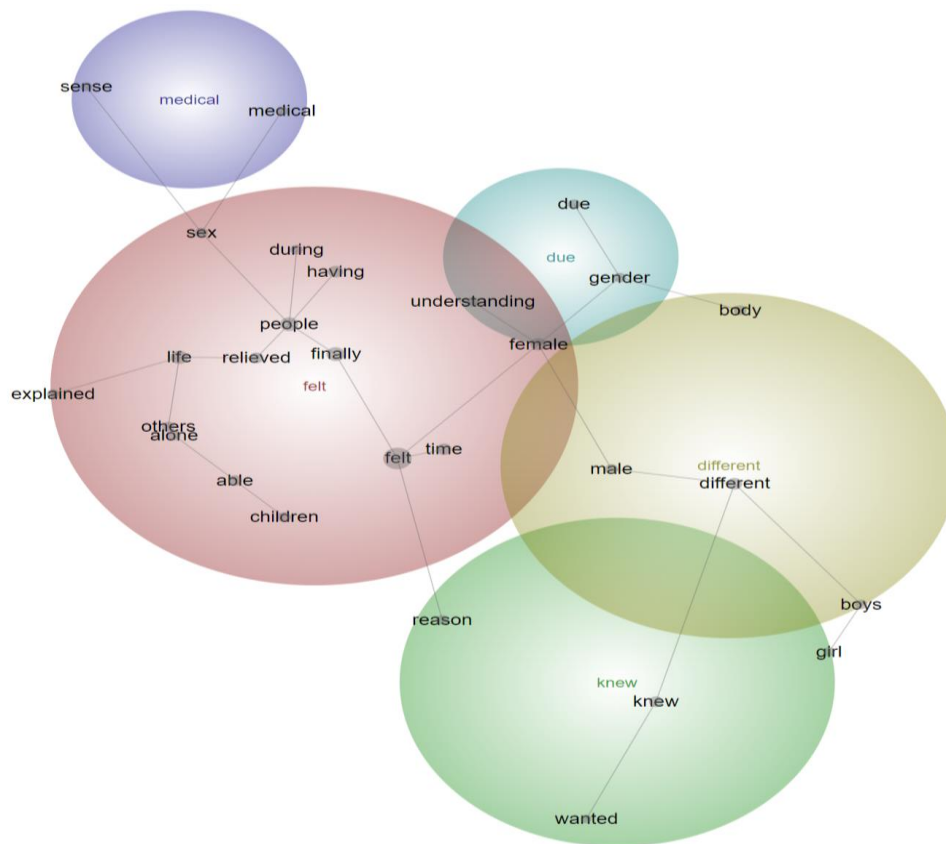 sense
medical
medical
due
sex
during
due
having
gender
understanding
body
people
female
finally
life
relieved
felt
explained
others
alone
time
felt
different
male
able
different
children
boys
reason
girl
knew
knew
wanted